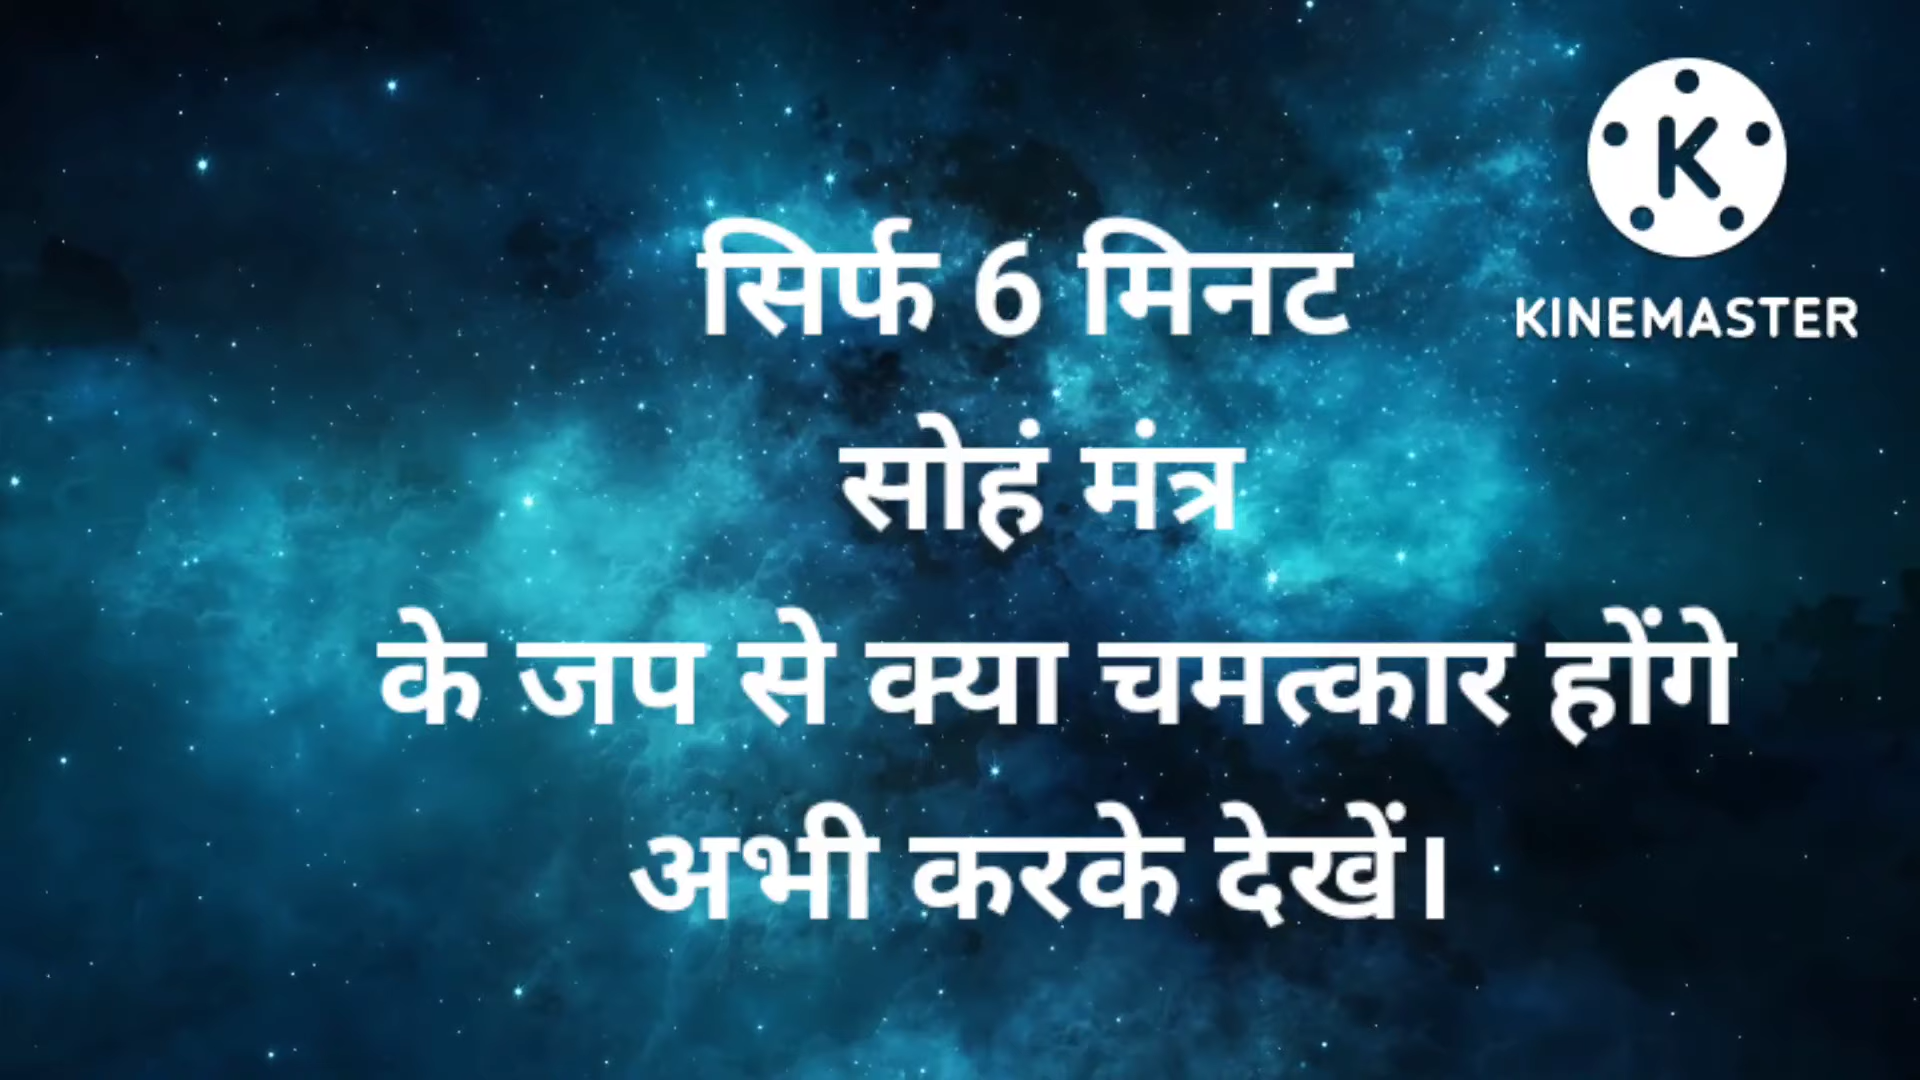 सिर्फ 6 मिनट
सोहं मंत्र
के जप से क्या चमत्कार होंगे
अभी करके देखें।
K
KINEMASTER